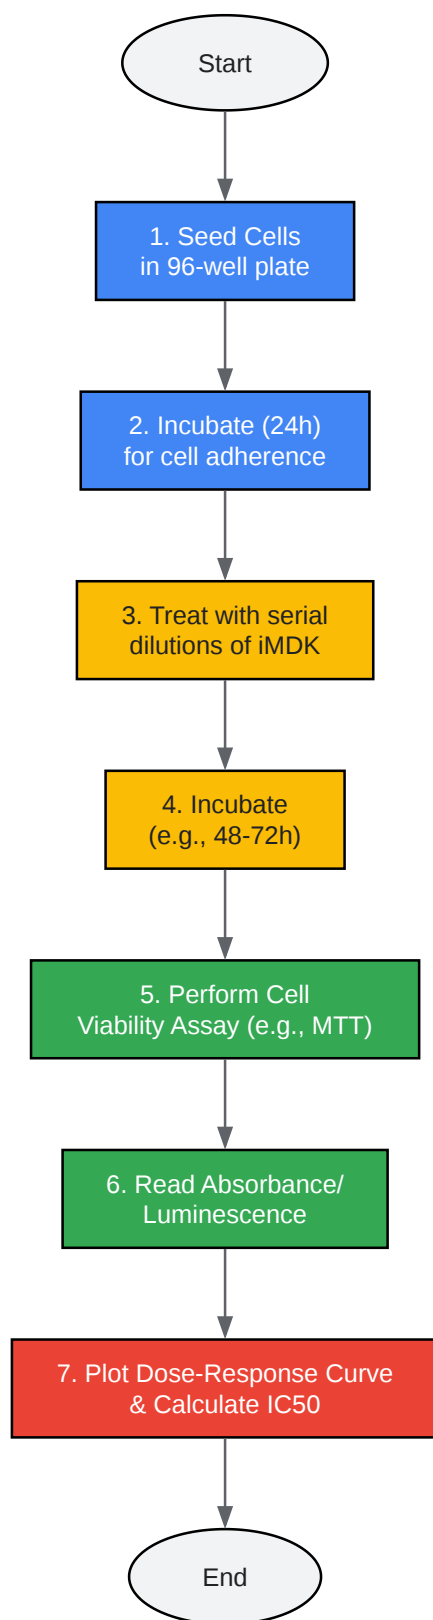 Start
1. Seed Cells
in 96-well plate
2. Incubate (24h)
for cell adherence
3. Treat with serial
dilutions of iMDK
4. Incubate
(e.g., 48-72h)
5. Perform Cell
Viability Assay (e.g., MTT)
6. Read Absorbance/
Luminescence
7. Plot Dose-Response Curve
& Calculate IC50
End